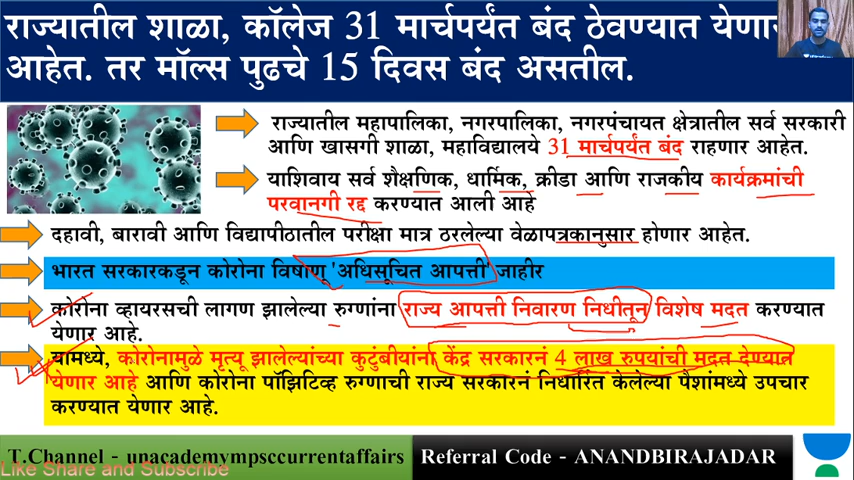 राज्यातील शाळा, कॉलेज 31 मार्चपर्यंत बंद ठेवण्यात येणार
आहेत. तर मॉल्स पुढचे 15 दिवस बंद असतील.
राज्यातील महापालिका, नगरपालिका, नगरपंचायत क्षेत्रातील सर्व सरकारी
आणि खासगी शाळा, महाविद्यालये 31 मार्चपर्यंत बंद राहणार आहेत.
याशिवाय सर्व शैक्षणिक, धार्मिक, क्रीडा आणि राजकीय कार्यक्रमांची
परवानगी रद्द करण्यात आली आहे
दहावी, बारावी आणि विद्यापीठातील परीक्षा मात्र ठरलेल्या वेळापत्रकानुसार होणार आहेत.
भारत सरकारकडून कोरोना विषाणू 'अधिसूचित आपत्ती' जाहीर
कोरोना व्हायरसची लागण झालेल्या रुग्णांना राज्य आपत्ती निवारण निधीतून विशेष मदत करण्यात
येणार आहे.
यामध्ये, कोरोनामुळे मृत्यू झालेल्यांच्या कुटुंबीयांना केंद्र सरकारनं 4 लाख रुपयांची मदत देण्यात
येणार आहे आणि कोरोना पॉझिटिव्ह रुग्णाची राज्य सरकारनं निर्धारित केलेल्या पैशांमध्ये उपचार
करण्यात येणार आहे.
T.Channel - unacademympsccurrentaffairs Referral Code - ANANDBIRAJADAR
Like Share and Subscribe